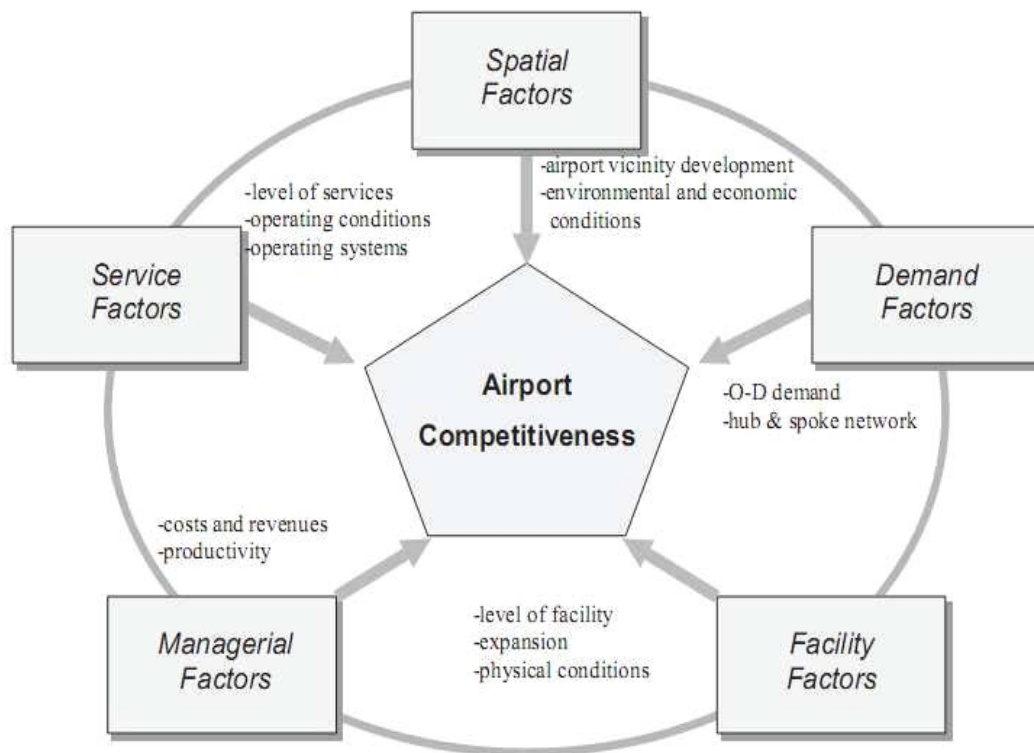 Spatial
Factors
-airport vicinity development
-environmental and economic
conditions
-level of services
-operating conditions
-operating systems
Service
Factors
Demand
Factors
Airport
Competitiveness
-O-D demand
-hub & spoke network
-costs and revenues
-productivity
Managerial
Factors
-level of facility
-expansion
-physical conditions
Facility
Factors